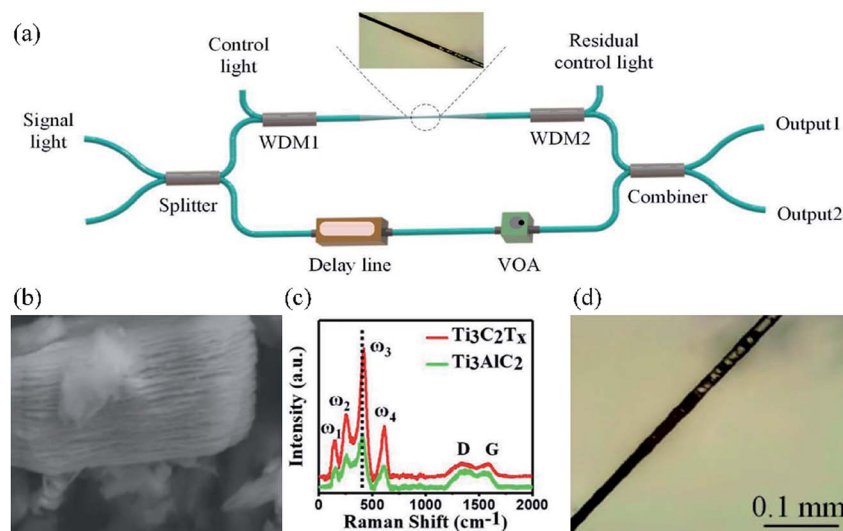 (a)
Control
light
Residual
control light
Signal
light
WDM1
WDM2
Output1
Splitter
Combiner
Output2
Delay line
VOA
(b)
(c)
(d)
Intensity (a.u.)
Ti3C2Tx
Ti3AlC2
ω1
ω2
ω3
ω4
D
G
0
500
1000
1500
2000
Raman Shift (cm-1)
0.1 mm